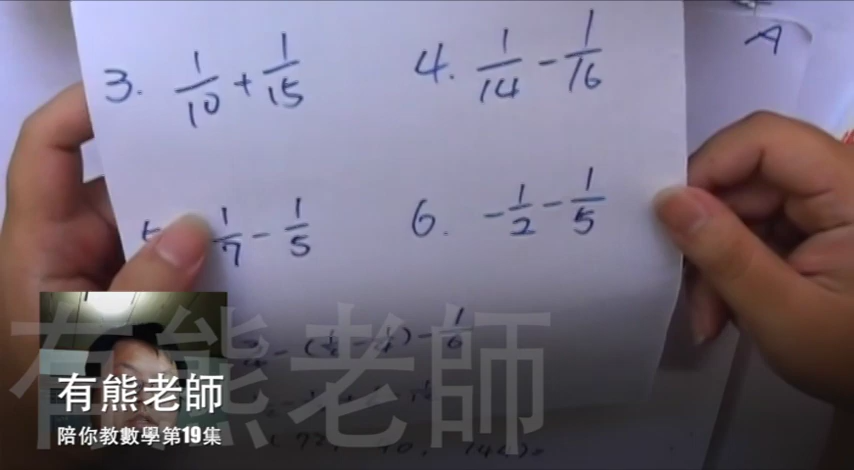 A
3. 1/10 + 1/15
4. 1/14 - 1/16
1/7 - 1/5
6. -1/2 - 1/5
有熊老師
有熊老師
陪你教數學第19集